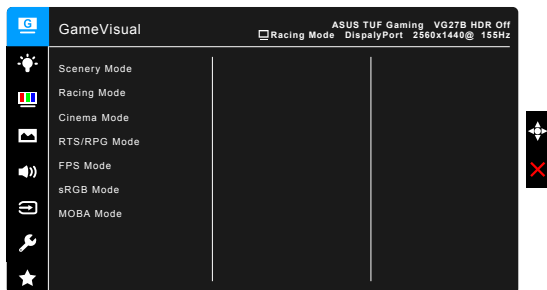 G
GameVisual
ASUS TUF Gaming VG27B HDR Off
Racing Mode DispalyPort 2560x1440@ 155Hz
Scenery Mode
Racing Mode
Cinema Mode
RTS/RPG Mode
FPS Mode
sRGB Mode
MOBA Mode